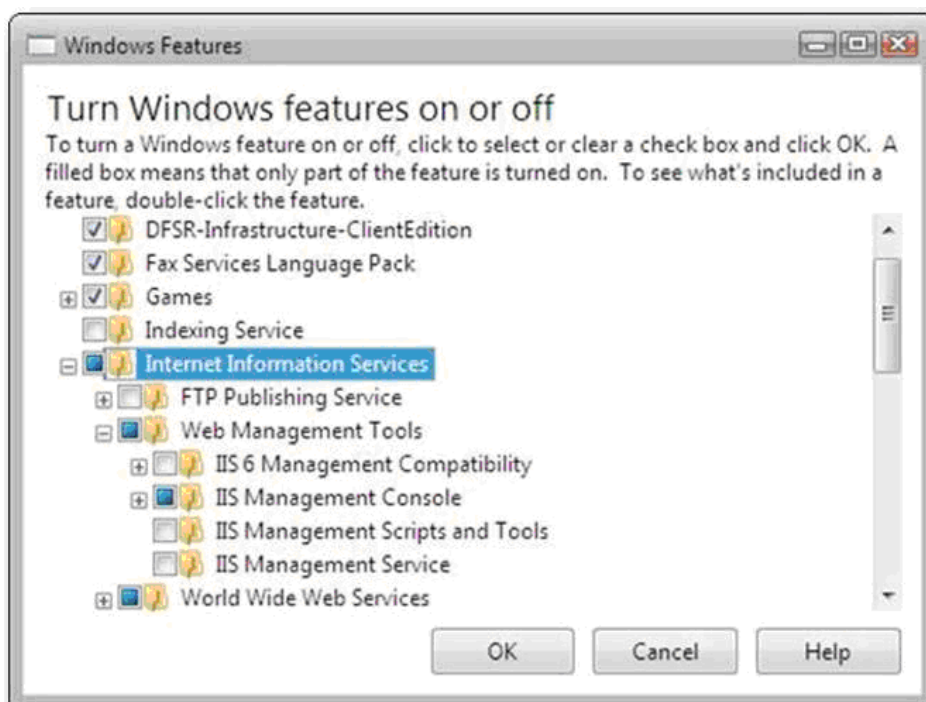 Windows Features
Turn Windows features on or off
To turn a Windows feature on or off, click to select or clear a check box and click OK. A
filled box means that only part of the feature is turned on. To see what's included in a
feature, double-click the feature.
DFSR-Infrastructure-ClientEdition
Fax Services Language Pack
Games
Indexing Service
Internet Information Services
FTP Publishing Service
Web Management Tools
IIS 6 Management Compatibility
IIS Management Console
IIS Management Scripts and Tools
IIS Management Service
World Wide Web Services
OK Cancel Help